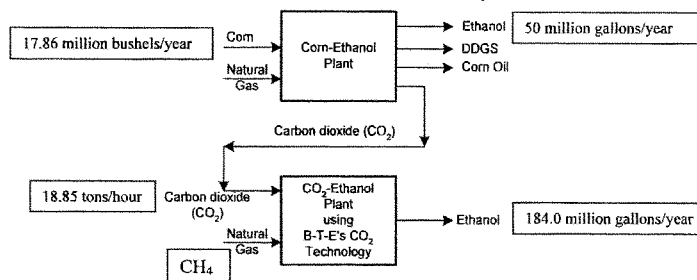 17.86 million bushels/year
Corn
Natural
Gas
Corn-Ethanol
Plant
Ethanol
50 million gallons/year
DDGS
Corn Oil
Carbon dioxide (CO₂)
18.85 tons/hour
Carbon dioxide
(CO₂)
Natural
Gas
CH₄
CO₂-Ethanol
Plant
using
B-T-E's CO₂
Technology
Ethanol
184.0 million gallons/year